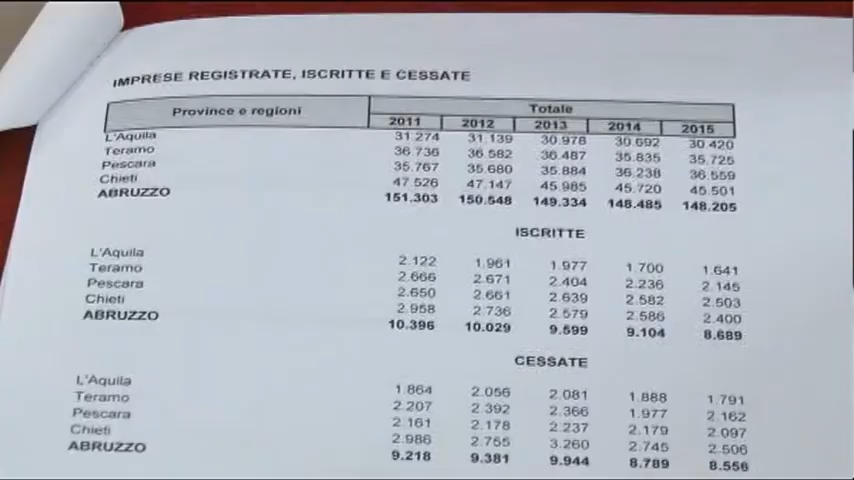 IMPRESE REGISTRATE, ISCRITTE E CESSATE
Province e regioni Totale
2011 2012 2013 2014 2015
L'Aquila 31.274 31.139 30.978 30.692 30.420
Teramo 36.736 36.582 36.487 35.835 35.725
Pescara 35.767 35.680 35.884 36.238 36.559
Chieti 47.526 47.147 45.985 45.720 45.501
ABRUZZO 151.303 150.548 149.334 148.485 148.205
ISCRITTE
L'Aquila 2.122 1.961 1.977 1.700 1.641
Teramo 2.666 2.671 2.404 2.236 2.145
Pescara 2.650 2.661 2.639 2.582 2.503
Chieti 2.958 2.736 2.579 2.586 2.400
ABRUZZO 10.396 10.029 9.599 9.104 8.689
CESSATE
L'Aquila 1.864 2.056 2.081 1.888 1.791
Teramo 2.207 2.392 2.366 1.977 2.162
Pescara 2.161 2.178 2.237 2.179 2.097
Chieti 2.986 2.755 3.260 2.745 2.506
ABRUZZO 9.218 9.381 9.944 8.789 8.556